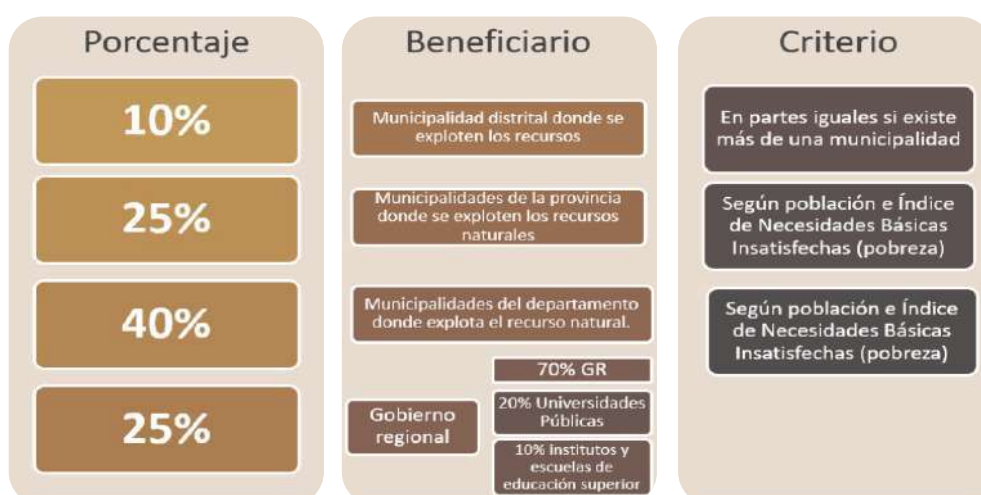 Porcentaje
10%
25%
40%
25%
Beneficiario
Municipalidad distrital donde se
exploten los recursos
Municipalidades de la provincia
donde se exploten los recursos
naturales
Municipalidades del departamento
donde explota el recurso natural.
Gobierno
regional
70% GR
20% Universidades
Públicas
10% institutos y
escuelas de
educación superior
Criterio
En partes iguales si existe
más de una municipalidad
Según población e Índice
de Necesidades Básicas
Insatisfechas (pobreza)
Según población e Índice
de Necesidades Básicas
Insatisfechas (pobreza)